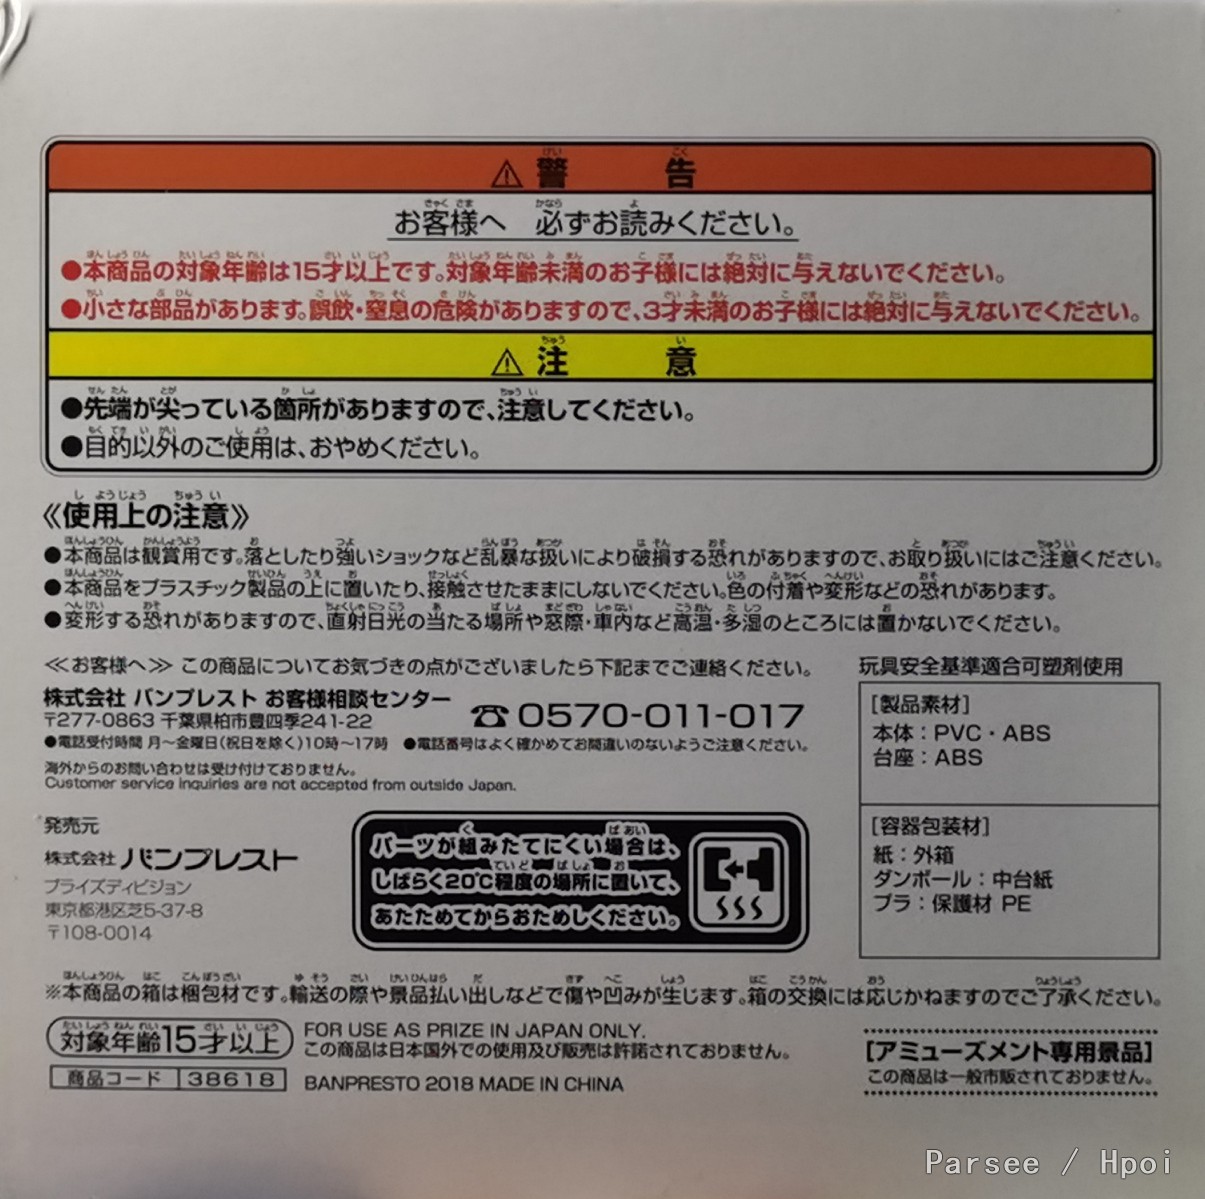 ⚠警告
お客様へ　必ずお読みください。
●本商品の対象年齢は15才以上です。対象年齢未満のお子様には絶対に与えないでください。
●小さな部品があります。誤飲・窒息の危険がありますので、3才未満のお子様には絶対に与えないでください。
⚠注意
●先端が尖っている箇所がありますので、注意してください。
●目的以外のご使用は、おやめください。
《使用上の注意》
●本商品は観賞用です。落としたり強いショックなど乱暴な扱いにより破損する恐れがありますので、お取り扱いにはご注意ください。
●本商品をプラスチック製品の上に置いたり、接触させたままにしないでください。色の付着や変形などの恐れがあります。
●変形する恐れがありますので、直射日光の当たる場所や窓際・車内など高温・多湿のところには置かないでください。
≪お客様へ≫ この商品についてお気づきの点がございましたら下記までご連絡ください。
株式会社 バンプレスト お客様相談センター
〒277-0863 千葉県柏市豊四季241-22
☎0570-011-017
●電話受付時間 月～金曜日(祝日を除く)10時～17時　●電話番号はよく確かめてお間違いのないようご注意ください。
海外からのお問い合わせは受け付けておりません。
Customer service inquiries are not accepted from outside Japan.
玩具安全基準適合可塑剤使用
[製品素材]
本体：PVC・ABS
台座：ABS
[容器包装材]
紙：外箱
ダンボール：中台紙
プラ：保護材 PE
発売元
株式会社 バンプレスト
プライズディビジョン
東京都港区芝5-37-8
〒108-0014
パーツが組みたてにくい場合は、
しばらく20℃程度の場所に置いて、
あたためてからおためしください。
※本商品の箱は梱包材です。輸送の際や景品払い出しなどで傷や凹みが生じます。箱の交換には応じかねますのでご了承ください。
対象年齢15才以上
FOR USE AS PRIZE IN JAPAN ONLY.
この商品は日本国外での使用及び販売は許諾されておりません。
商品コード 38618
BANPRESTO 2018 MADE IN CHINA
[アミューズメント専用景品]
この商品は一般市販されておりません。
Parsee / Hpoi